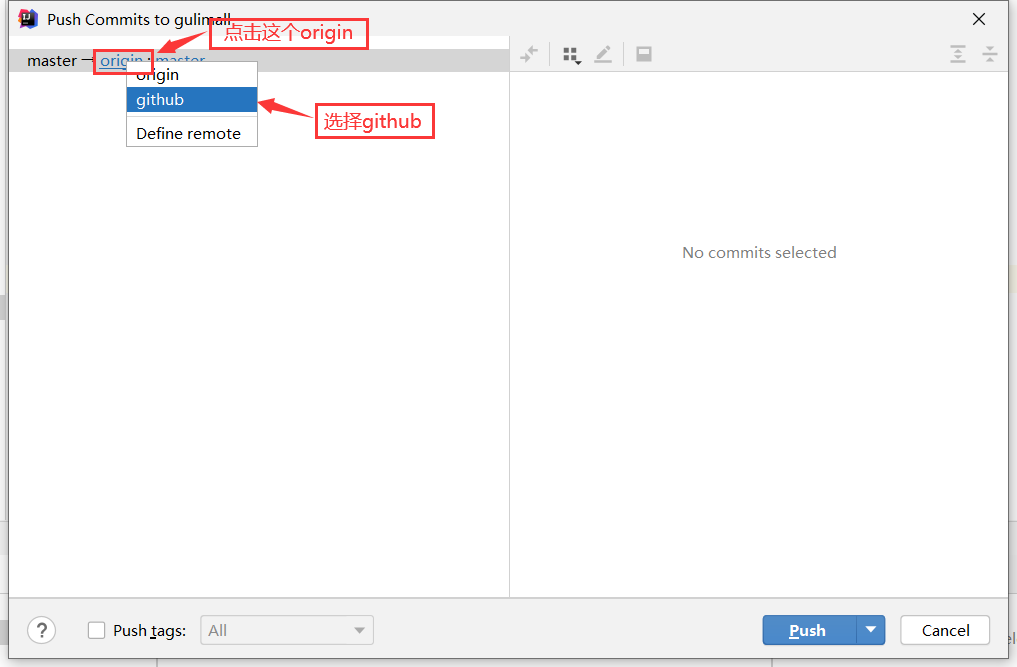 Push Commits to gulimall
点击这个origin
master → origin : master
origin
github
选择github
Define remote
No commits selected
? Push tags: All Push Cancel